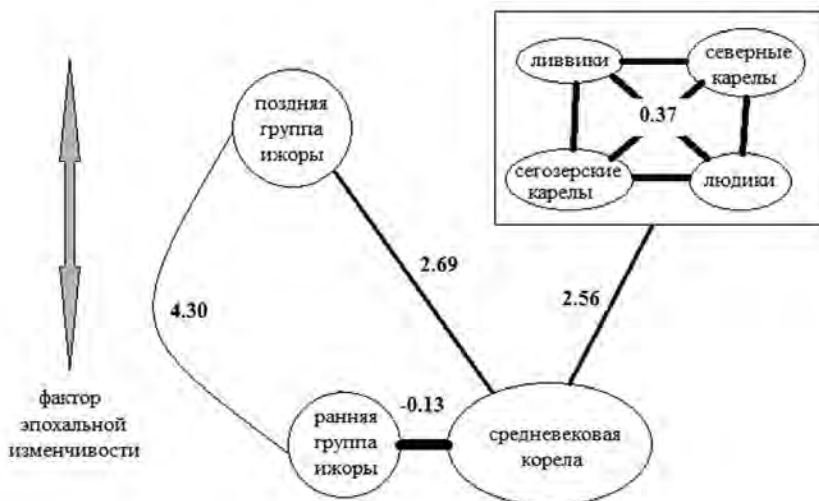 ливвики
северные
карелы
0.37
сегозерские
карелы
людики
поздняя
группа
ижоры
2.69
2.56
4.30
-0.13
ранняя
группа
ижоры
средневековая
корела
фактор
эпохальной
изменчивости